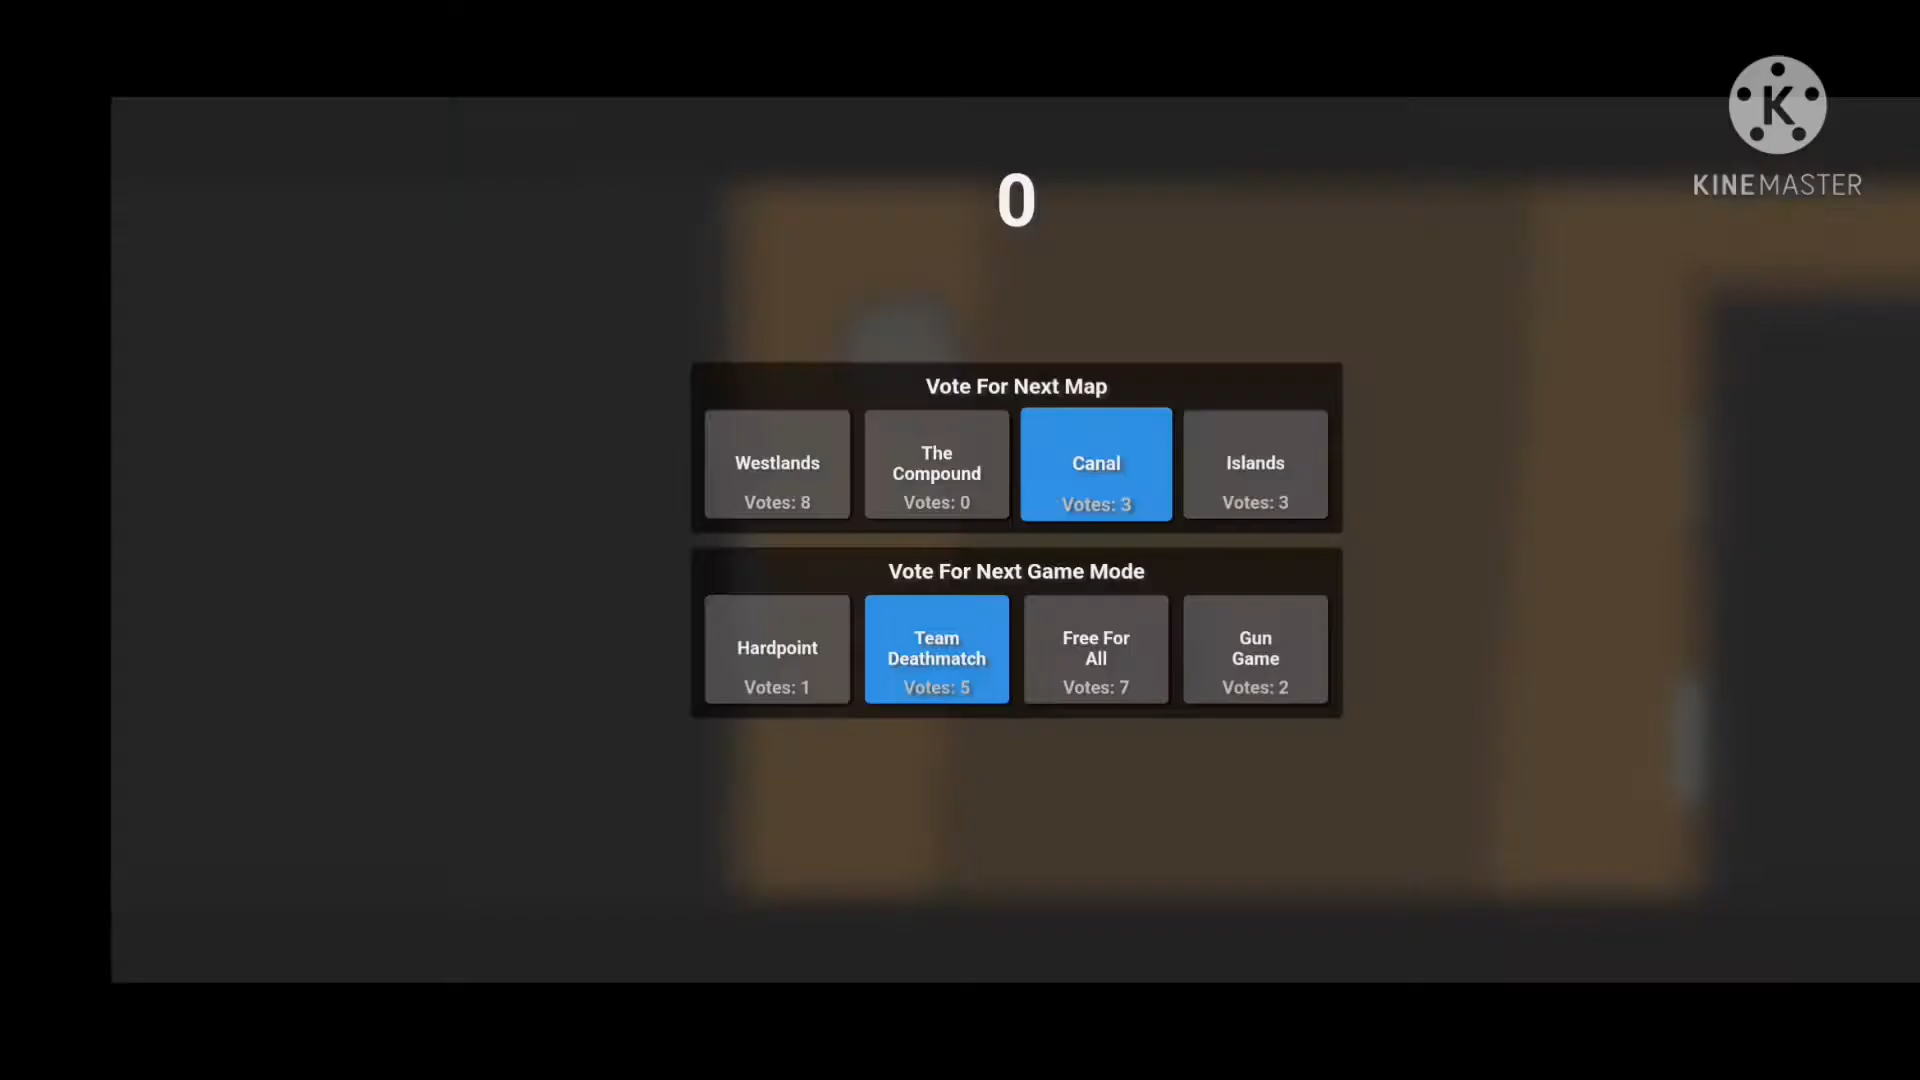 K
KINEMASTER
0
Vote For Next Map
Westlands
Votes: 8
The
Compound
Votes: 0
Canal
Votes: 3
Islands
Votes: 3
Vote For Next Game Mode
Hardpoint
Votes: 1
Team
Deathmatch
Votes: 5
Free For
All
Votes: 7
Gun
Game
Votes: 2